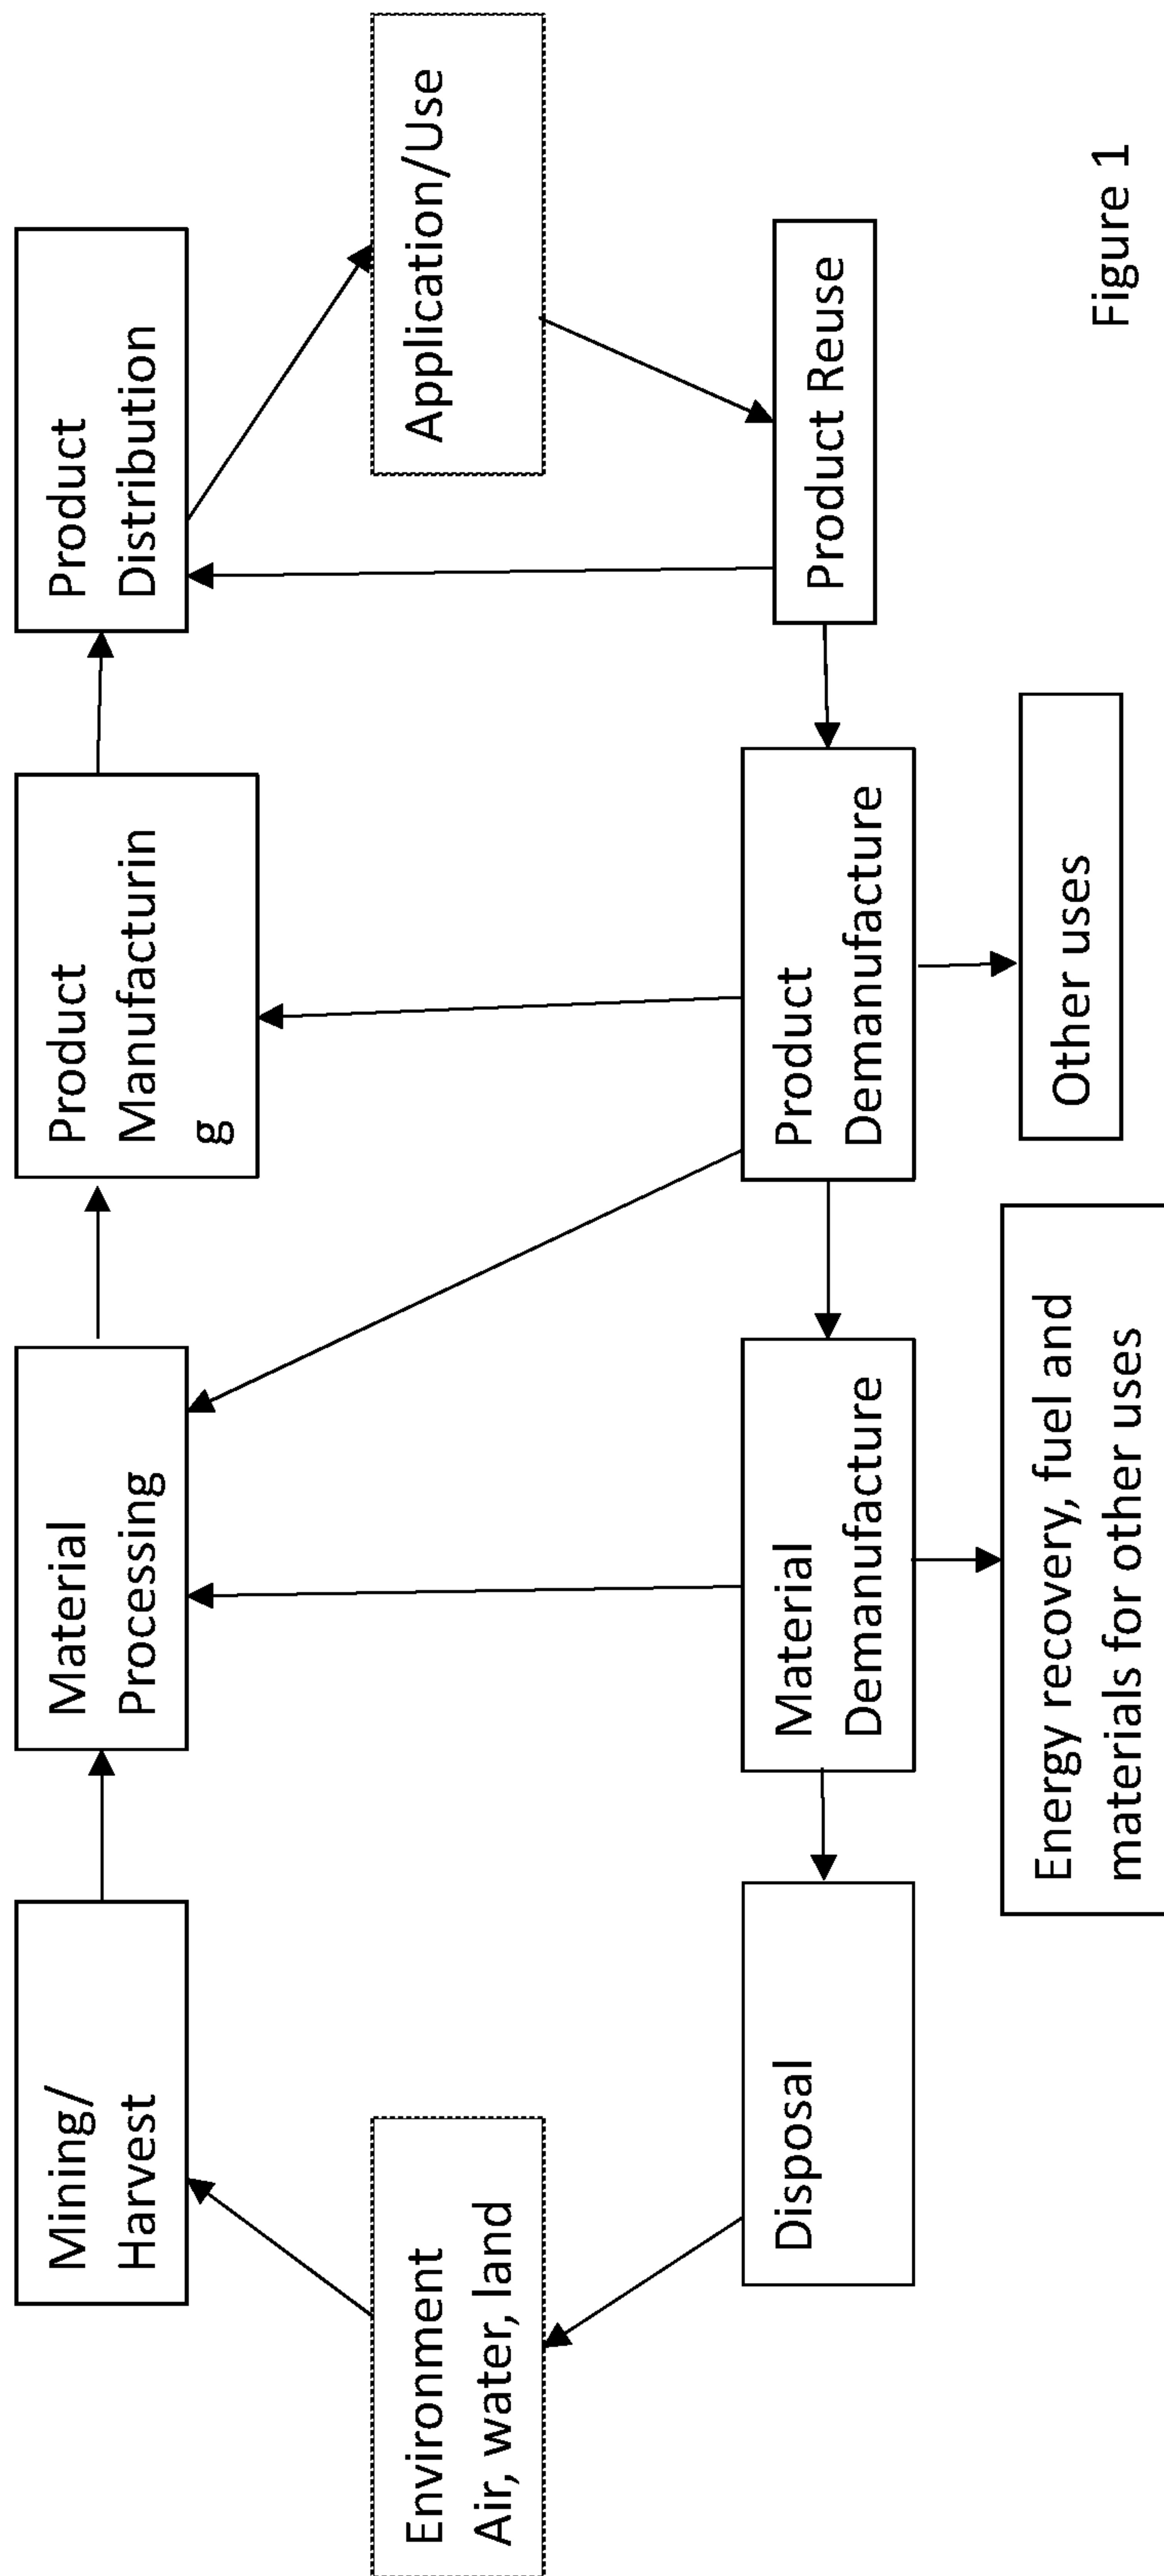 Mining/
Harvest
Material
Processing
Product
Manufacturin
g
Product
Distribution
Environment
Air, water, land
Application/Use
Disposal
Material
Demanufacture
Product
Demanufacture
Product Reuse
Energy recovery, fuel and
materials for other uses
Other uses
Figure 1